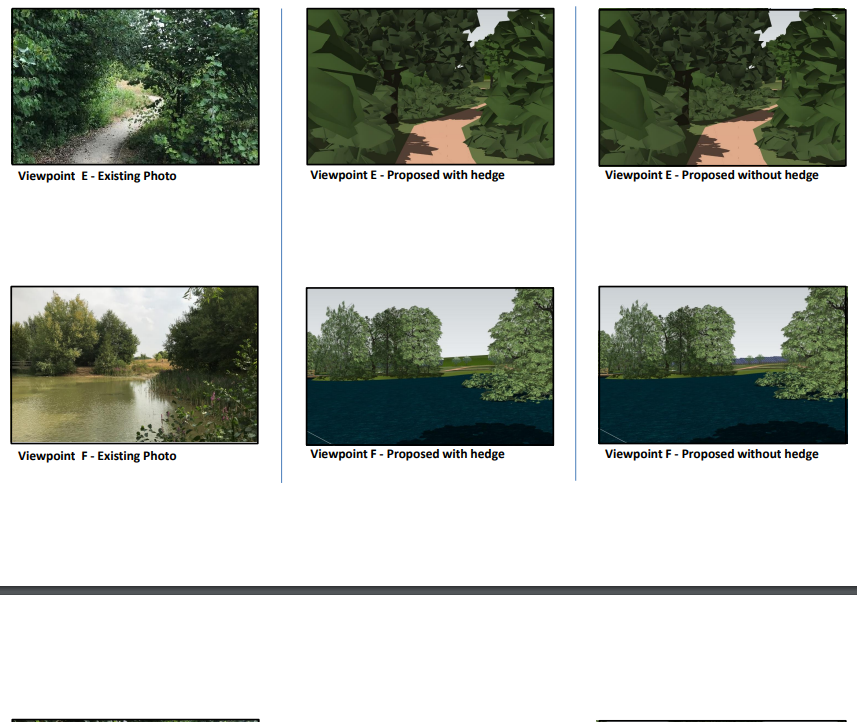 Viewpoint  E - Existing Photo
Viewpoint E - Proposed with hedge
Viewpoint E - Proposed without hedge
Viewpoint  F - Existing Photo
Viewpoint F - Proposed with hedge
Viewpoint F - Proposed without hedge